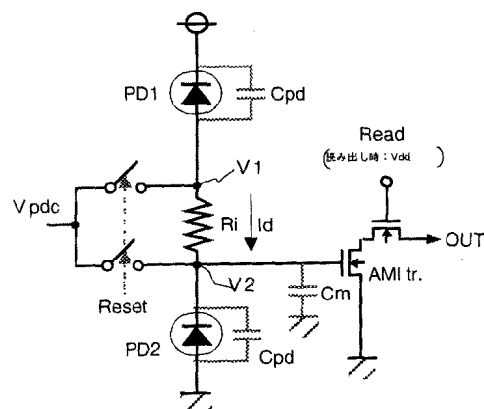 PD1
Cpd
Read
(読み出し時:Vdd)
V1
Vpdc
Ri
Id
OUT
V2
AMI tr.
Reset
Cm
PD2
Cpd